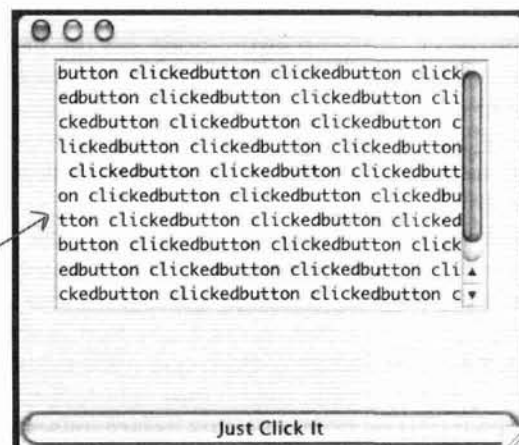 button clickedbutton clickedbutton click
edbutton clickedbutton clickedbutton cli
ckedbutton clickedbutton clickedbutton c
lickedbutton clickedbutton clickedbutton
 clickedbutton clickedbutton clickedbutt
on clickedbutton clickedbutton clickedbu
tton clickedbutton clickedbutton clicked
button clickedbutton clickedbutton click
edbutton clickedbutton clickedbutton cli
ckedbutton clickedbutton clickedbutton c
Just Click It